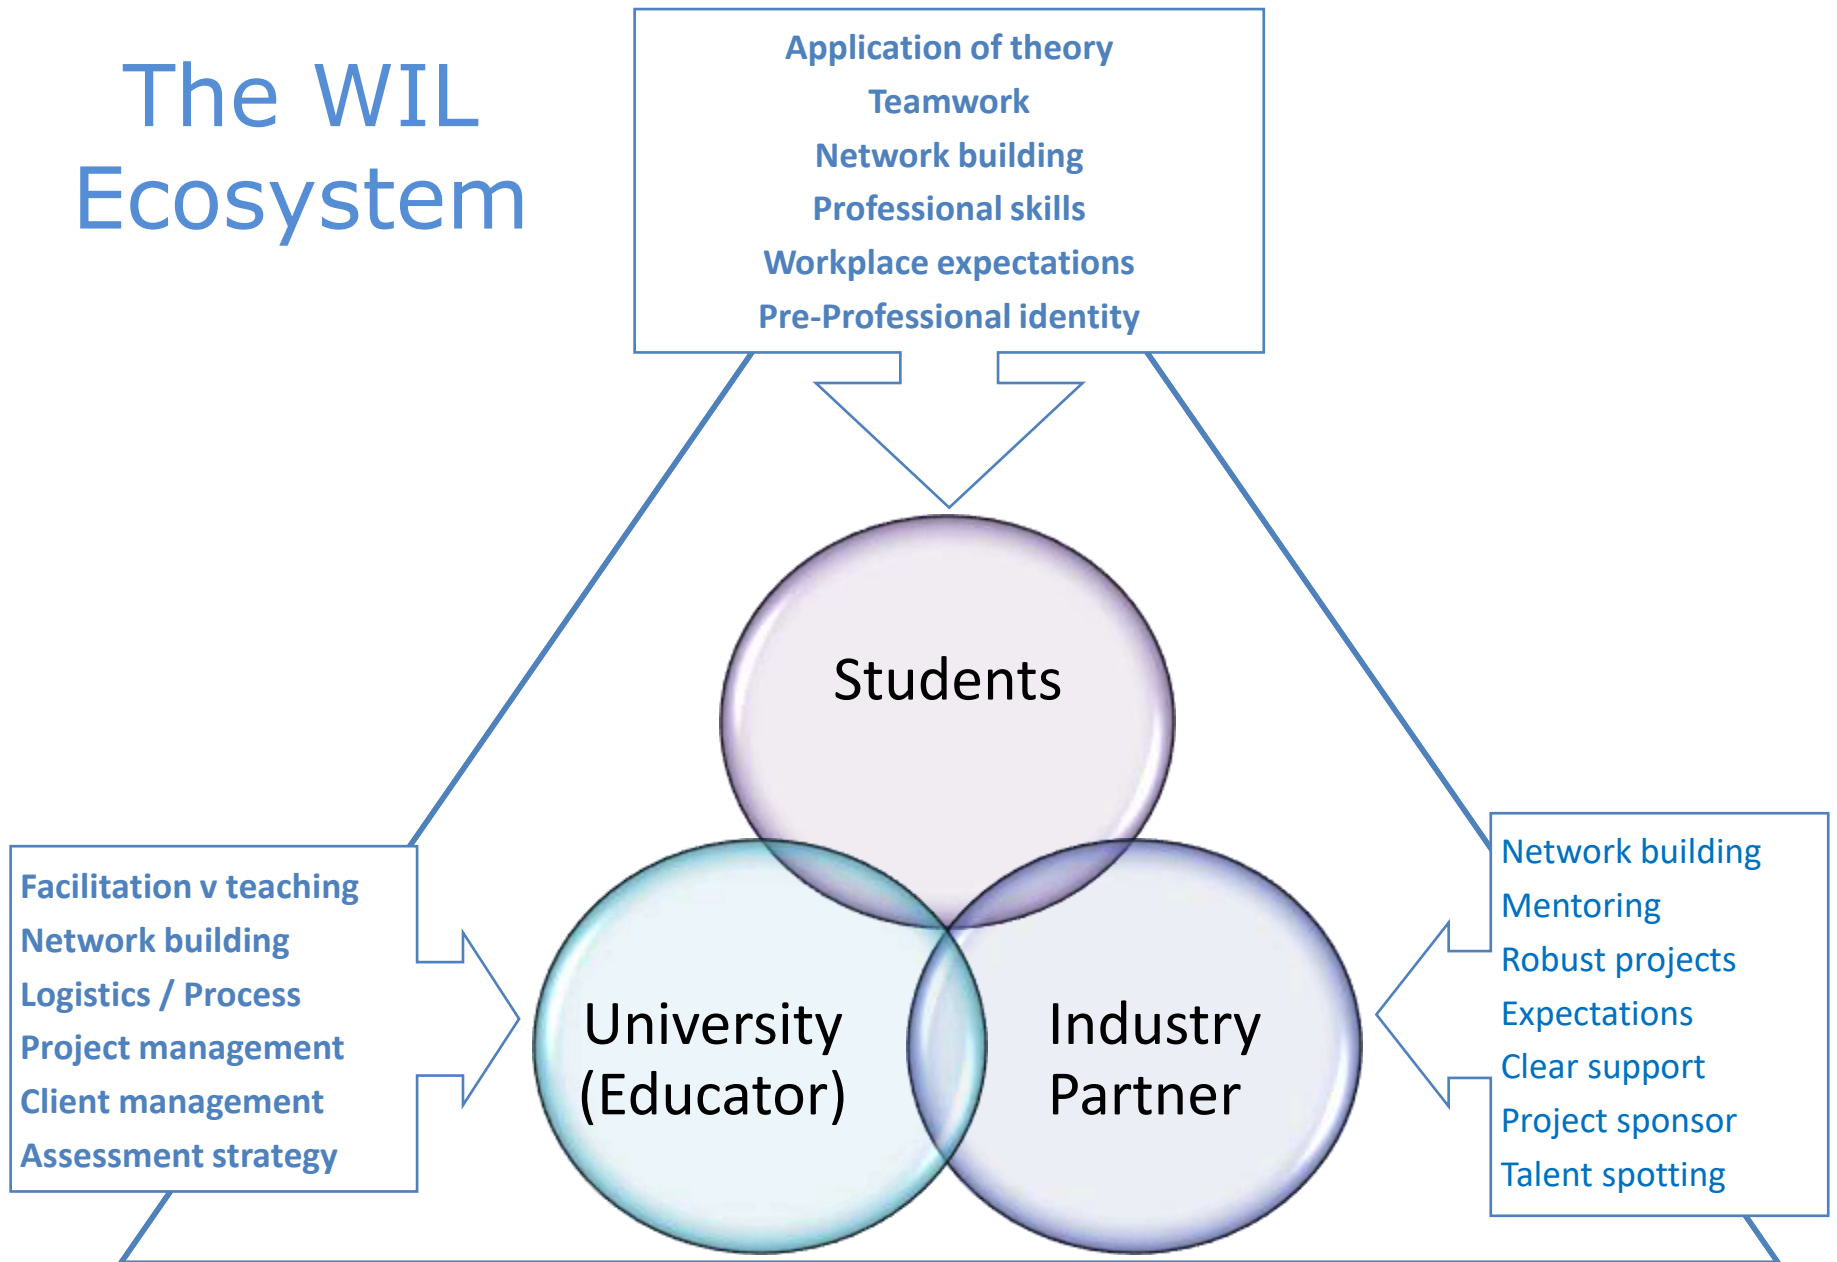 The WIL
Ecosystem
Application of theory
Teamwork
Network building
Professional skills
Workplace expectations
Pre-Professional identity
Students
Facilitation v teaching
Network building
Logistics / Process
Project management
Client management
Assessment strategy
University
(Educator)
Industry
Partner
Network building
Mentoring
Robust projects
Expectations
Clear support
Project sponsor
Talent spotting